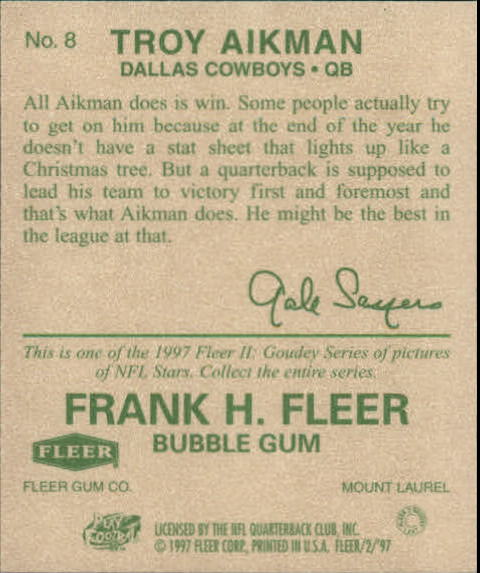 No. 8 TROY AIKMAN
DALLAS COWBOYS • QB
All Aikman does is win. Some people actually try
to get on him because at the end of the year he
doesn't have a stat sheet that lights up like a
Christmas tree. But a quarterback is supposed to
lead his team to victory first and foremost and
that's what Aikman does. He might be the best in
the league at that.
Gale Sayers
This is one of the 1997 Fleer II: Goudey Series of pictures
of NFL Stars. Collect the entire series.
FRANK H. FLEER
BUBBLE GUM
FLEER
FLEER GUM CO. MOUNT LAUREL
PLAY FOOTBALL
LICENSED BY THE NFL QUARTERBACK CLUB, INC.
© 1997 FLEER CORP., PRINTED IN U.S.A. FLEER/2/'97